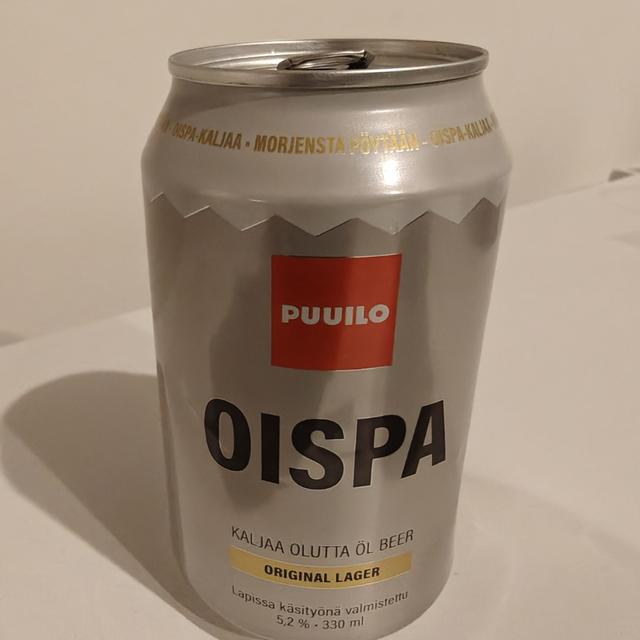 OISPA-KALJAA • MORJENSTA PÖYTÄÄN - OISPA-KALJAA
PUUILO
OISPA
KALJAA OLUTTA ÖL BEER
ORIGINAL LAGER
Lapissa käsityönä valmistettu
5,2 % • 330 ml